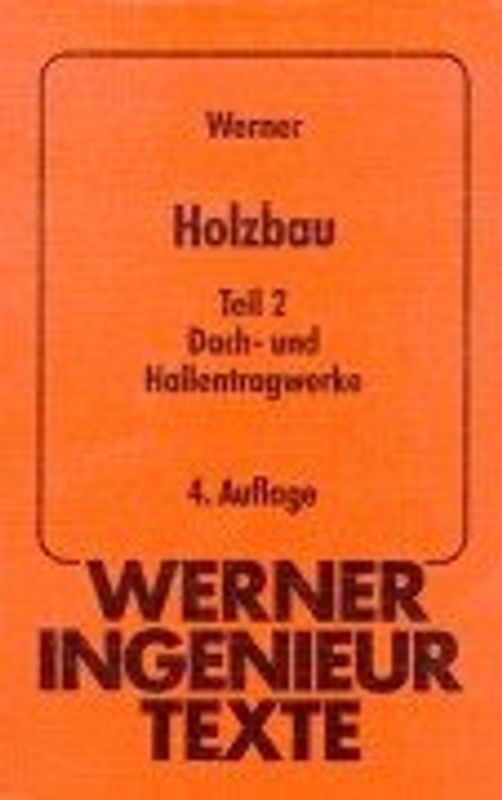 Werner
Holzbau
Teil 2
Dach- und
Hallentragwerke
4. Auflage
WERNER
INGENIEUR
TEXTE